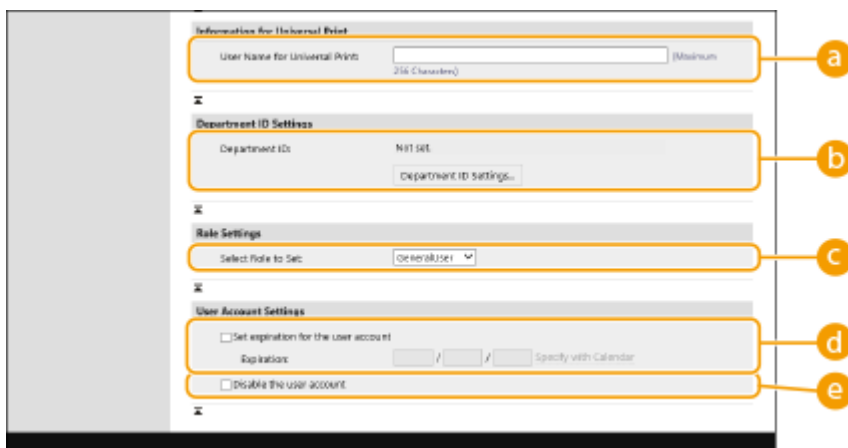 Information for Universal Print
User Name for Universal Print: (Maximum
256 Characters)
a
Department ID Settings
Department ID: Not set.
b
Department ID Settings...
Role Settings
Select Role to Set: GeneralUser
c
User Account Settings
Set expiration for the user account
d
Expiration: / / Specify with Calendar
Disable the user account
e